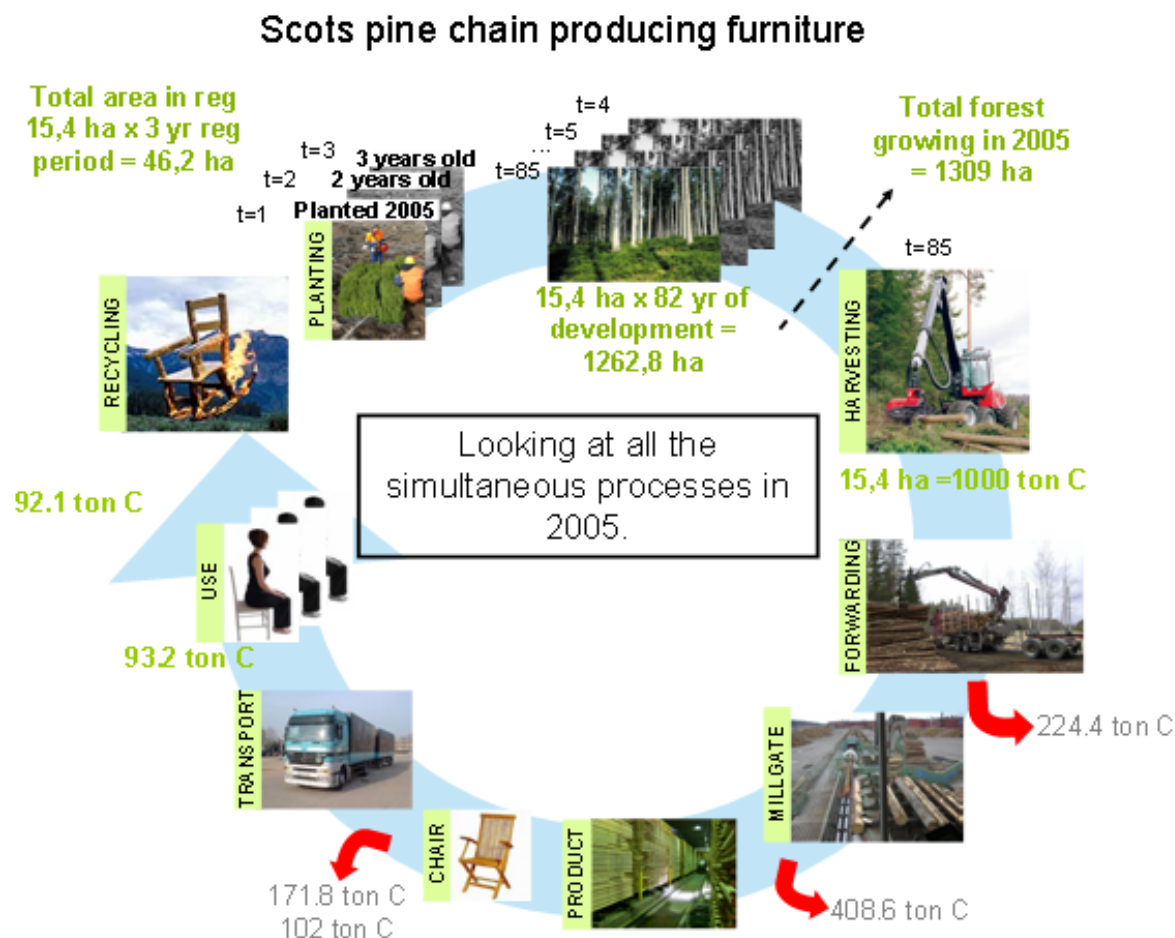 Scots pine chain producing furniture
Total area in reg
15,4 ha x 3 yr reg
period = 46,2 ha
t=1
t=2
t=3
Planted 2005
2 years old
3 years old
PLANTING
t=4
t=5
...
t=85
15,4 ha x 82 yr of
development =
1262,8 ha
Total forest
growing in 2005
= 1309 ha
t=85
HARVESTING
15,4 ha =1000 ton C
FORWARDING
224.4 ton C
MILLGATE
408.6 ton C
PRODUCT
CHAIR
171.8 ton C
102 ton C
TRANSPORT
93.2 ton C
USE
92.1 ton C
RECYCLING
Looking at all the
simultaneous processes in
2005.